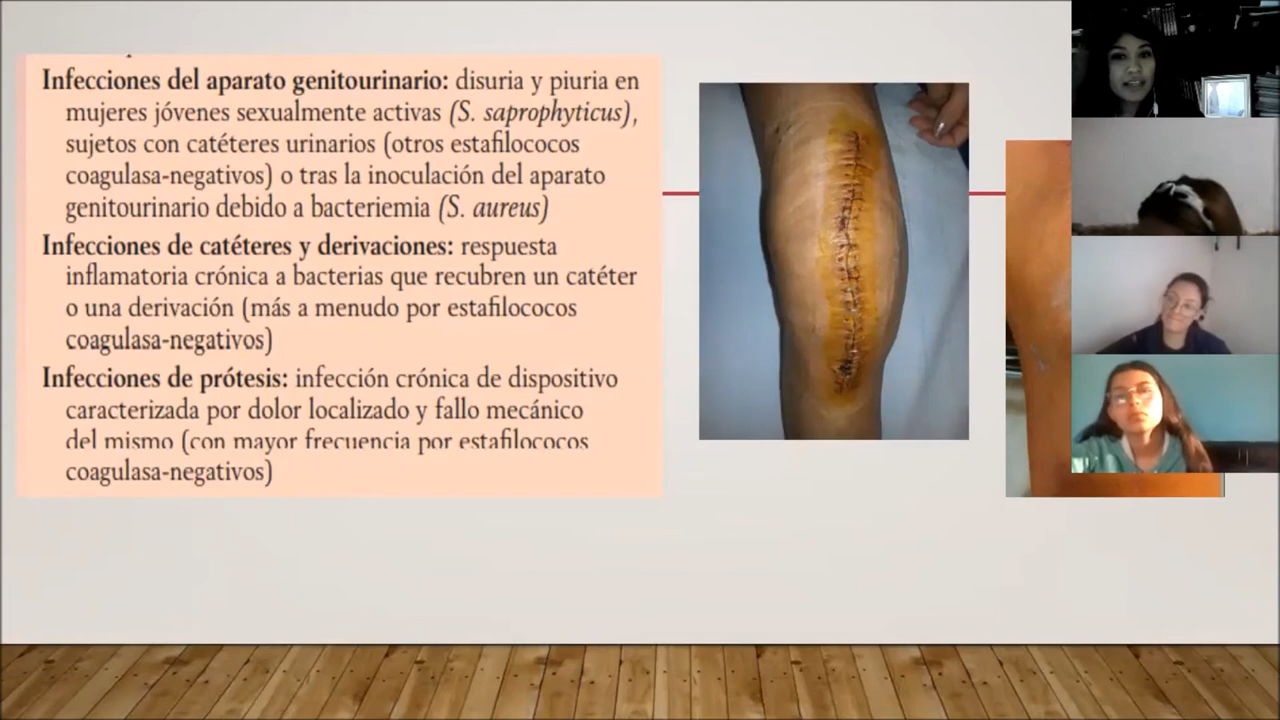 Infecciones del aparato genitourinario: disuria y piuria en
mujeres jóvenes sexualmente activas (S. saprophyticus),
sujetos con catéteres urinarios (otros estafilococos
coagulasa-negativos) o tras la inoculación del aparato
genitourinario debido a bacteriemia (S. aureus)
Infecciones de catéteres y derivaciones: respuesta
inflamatoria crónica a bacterias que recubren un catéter
o una derivación (más a menudo por estafilococos
coagulasa-negativos)
Infecciones de prótesis: infección crónica de dispositivo
caracterizada por dolor localizado y fallo mecánico
del mismo (con mayor frecuencia por estafilococos
coagulasa-negativos)